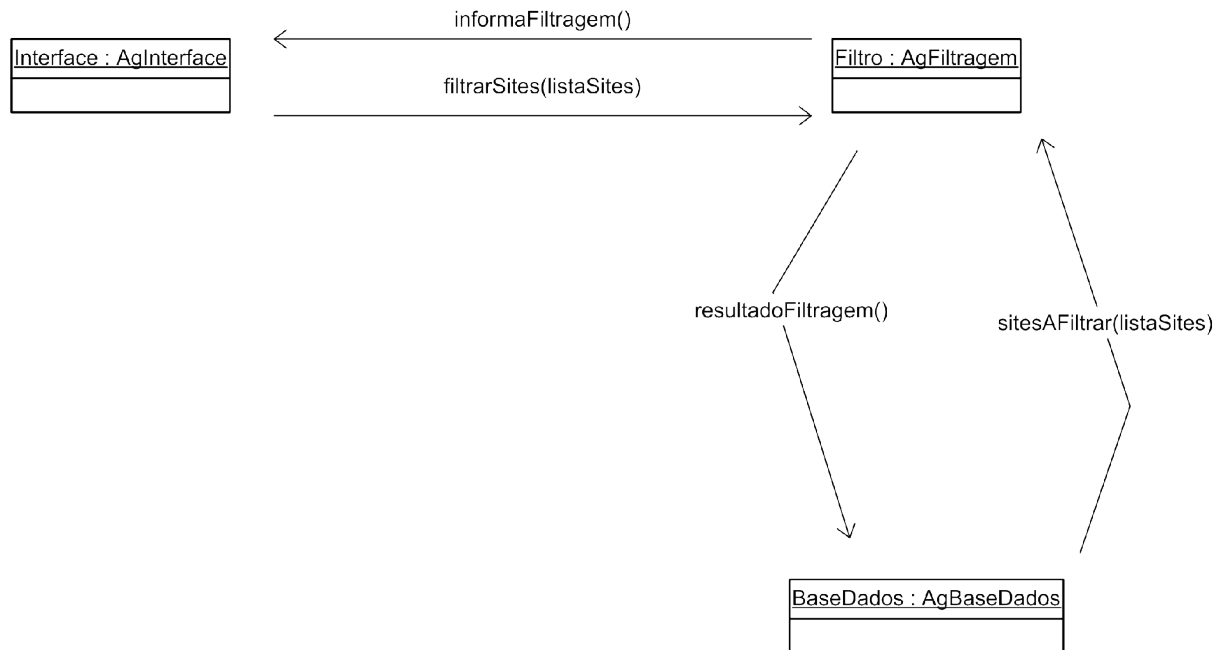 informaFiltragem()
Interface : AgInterface
Filtro : AgFiltragem
filtrarSites(listaSites)
resultadoFiltragem()
sitesAFiltrar(listaSites)
BaseDados : AgBaseDados